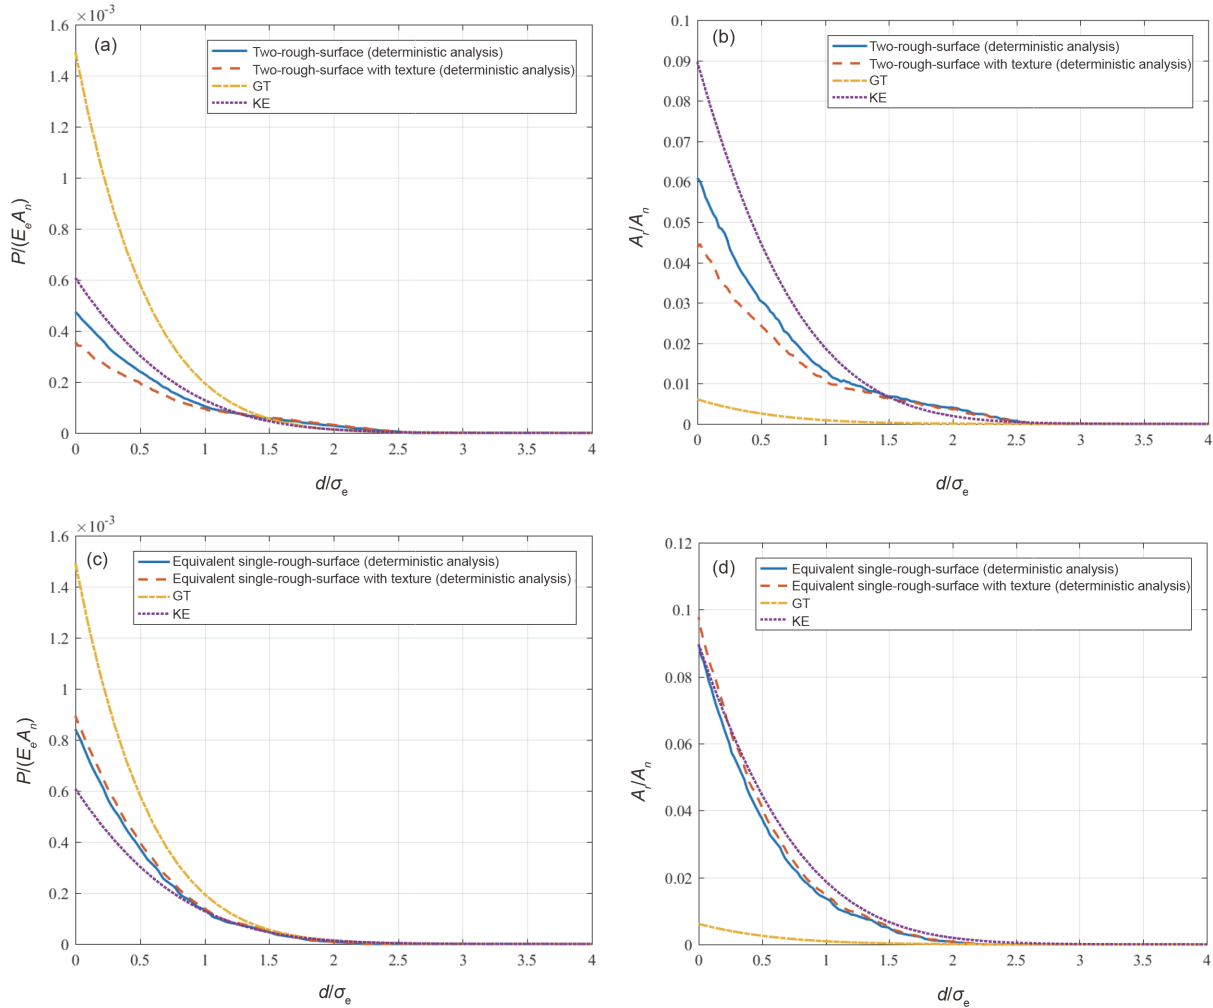 ×10-3
(a)
Two-rough-surface (deterministic analysis)
Two-rough-surface with texture (deterministic analysis)
GT
KE
1.6
1.4
1.2
1
0.8
0.6
0.4
0.2
0
P/(EeAn)
0 0.5 1 1.5 2 2.5 3 3.5 4
d/σe
(b)
Two-rough-surface (deterministic analysis)
Two-rough-surface with texture (deterministic analysis)
GT
KE
0.1
0.09
0.08
0.07
0.06
0.05
0.04
0.03
0.02
0.01
0
Ar/An
0 0.5 1 1.5 2 2.5 3 3.5 4
d/σe
×10-3
(c)
Equivalent single-rough-surface (deterministic analysis)
Equivalent single-rough-surface with texture (deterministic analysis)
GT
KE
1.6
1.4
1.2
1
0.8
0.6
0.4
0.2
0
P/(EeAn)
0 0.5 1 1.5 2 2.5 3 3.5 4
d/σe
(d)
Equivalent single-rough-surface (deterministic analysis)
Equivalent single-rough-surface with texture (deterministic analysis)
GT
KE
0.12
0.1
0.08
0.06
0.04
0.02
0
Ar/An
0 0.5 1 1.5 2 2.5 3 3.5 4
d/σe